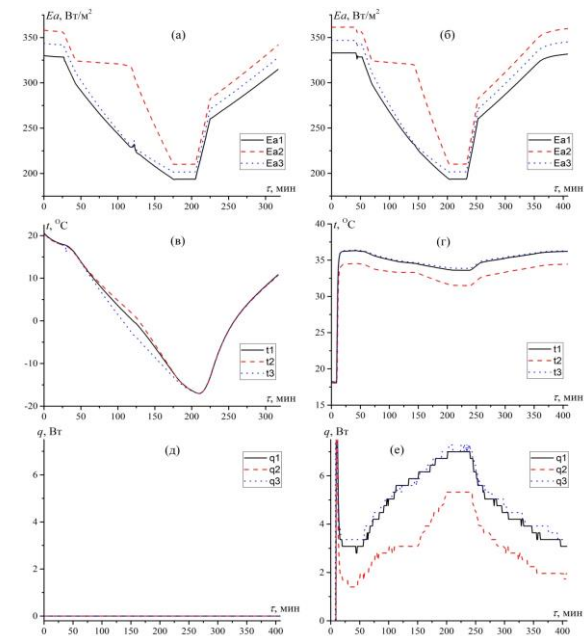 Ea, Вт/м²
(а)
350
300
250
200
Ea1
Ea2
Ea3
τ, мин
0 50 100 150 200 250 300
Ea, Вт/м²
(б)
350
300
250
200
Ea1
Ea2
Ea3
τ, мин
0 50 100 150 200 250 300 350 400
t, °C
(в)
20
10
0
-10
-20
t1
t2
t3
τ, мин
0 50 100 150 200 250 300
t, °C
(г)
35
30
25
20
15
t1
t2
t3
τ, мин
0 50 100 150 200 250 300 350 400
q, Вт
(д)
6
4
2
0
q1
q2
q3
τ, мин
0 50 100 150 200 250 300 350 400
q, Вт
(е)
6
4
2
0
q1
q2
q3
τ, мин
0 50 100 150 200 250 300 350 400